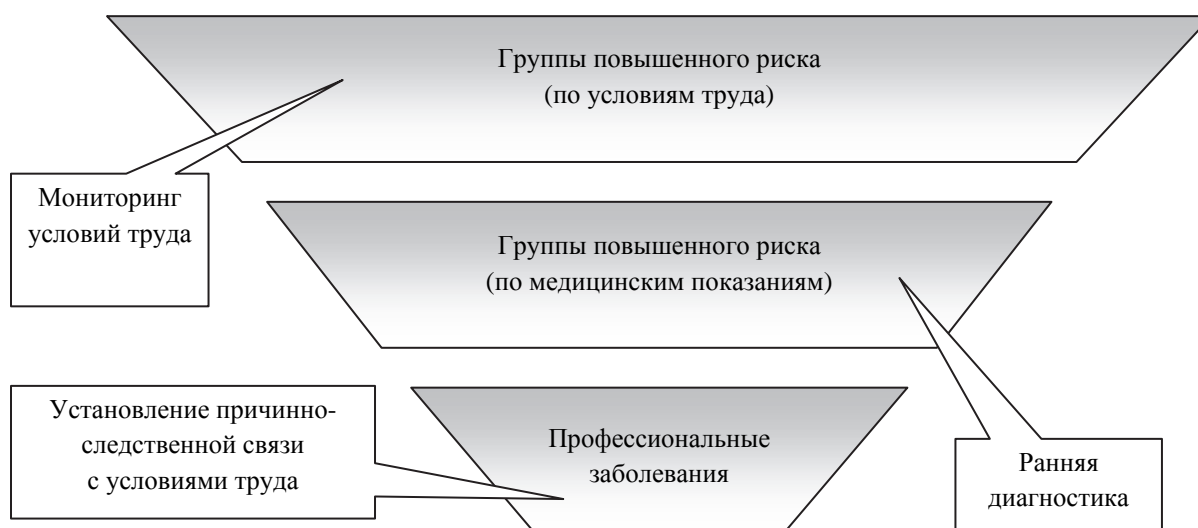 Группы повышенного риска
(по условиям труда)
Мониторинг
условий труда
Группы повышенного риска
(по медицинским показаниям)
Установление причинно-
следственной связи
с условиями труда
Профессиональные
заболевания
Ранняя
диагностика